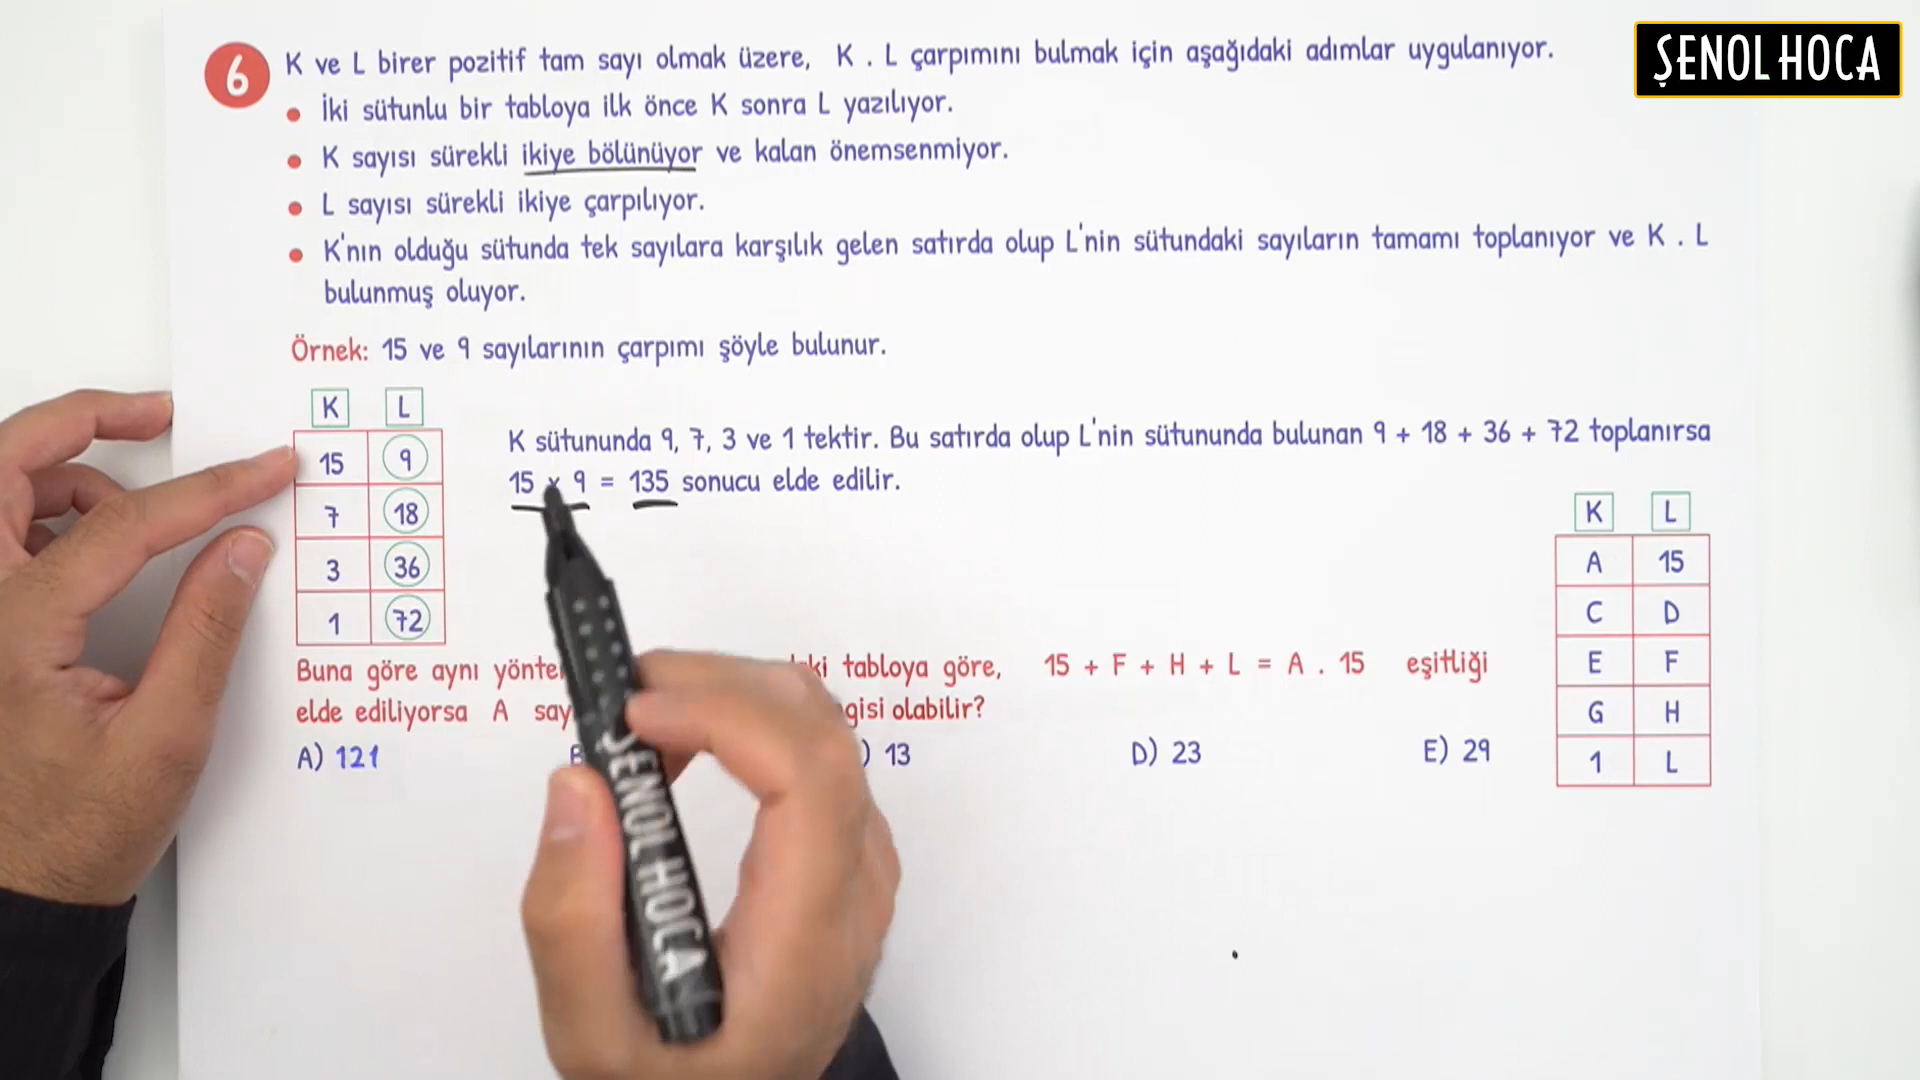 ŞENOL HOCA
6
K ve L birer pozitif tam sayı olmak üzere, K . L çarpımını bulmak için aşağıdaki adımlar uygulanıyor.
• İki sütunlu bir tabloya ilk önce K sonra L yazılıyor.
• K sayısı sürekli ikiye bölünüyor ve kalan önemsenmiyor.
• L sayısı sürekli ikiye çarpılıyor.
• K'nın olduğu sütunda tek sayılara karşılık gelen satırda olup L'nin sütundaki sayıların tamamı toplanıyor ve K . L
bulunmuş oluyor.
Örnek: 15 ve 9 sayılarının çarpımı şöyle bulunur.
K L
15 9
7 18
3 36
1 72
K sütununda 9, 7, 3 ve 1 tektir. Bu satırda olup L'nin sütununda bulunan 9 + 18 + 36 + 72 toplanırsa
15 x 9 = 135 sonucu elde edilir.
K L
A 15
C D
E F
G H
1 L
Buna göre aynı tabloya göre, 15 + F + H + L = A . 15 eşitliği
elde ediliyorsa A olabilir?
A) 121
13
D) 23
E) 29
ŞENOL HOCA